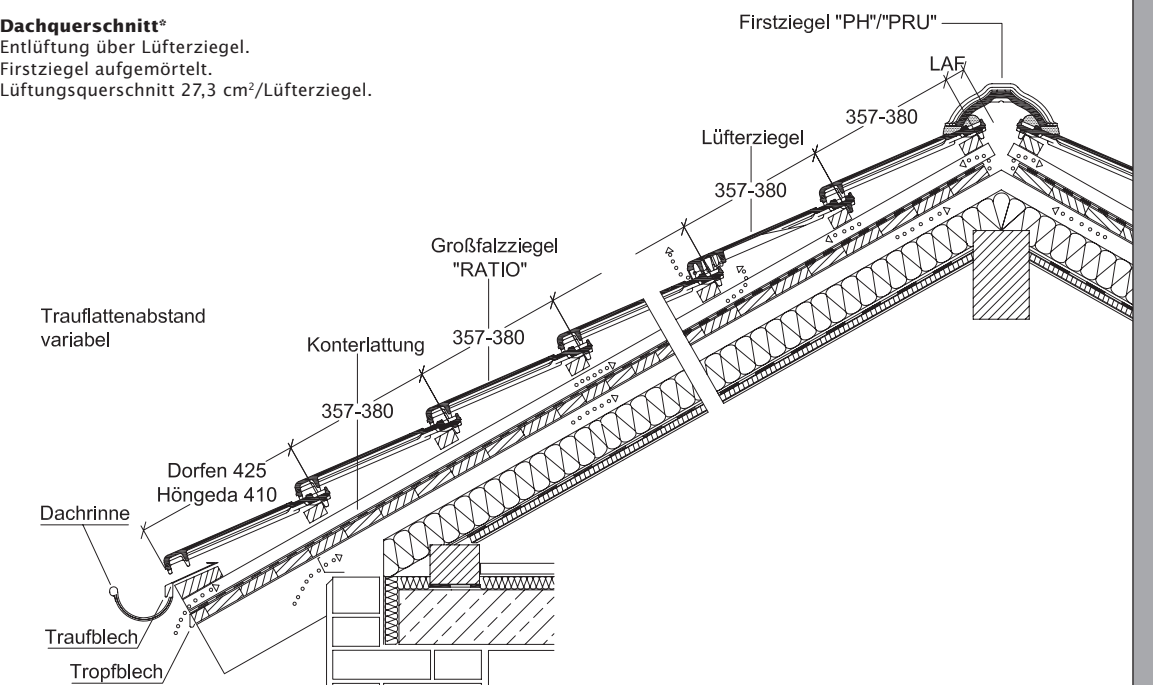 Dachquerschnitt*
Entlüftung über Lüfterziegel.
Firstziegel aufgemörtelt.
Lüftungsquerschnitt 27,3 cm²/Lüfterziegel.
Firstziegel "PH"/"PRU"
LAF
357-380
Lüfterziegel
357-380
Großfalzziegel
"RATIO"
357-380
Trauflattenabstand
variabel
Konterlattung
357-380
Dorfen 425
Höngeda 410
Dachrinne
Traufblech
Tropfblech